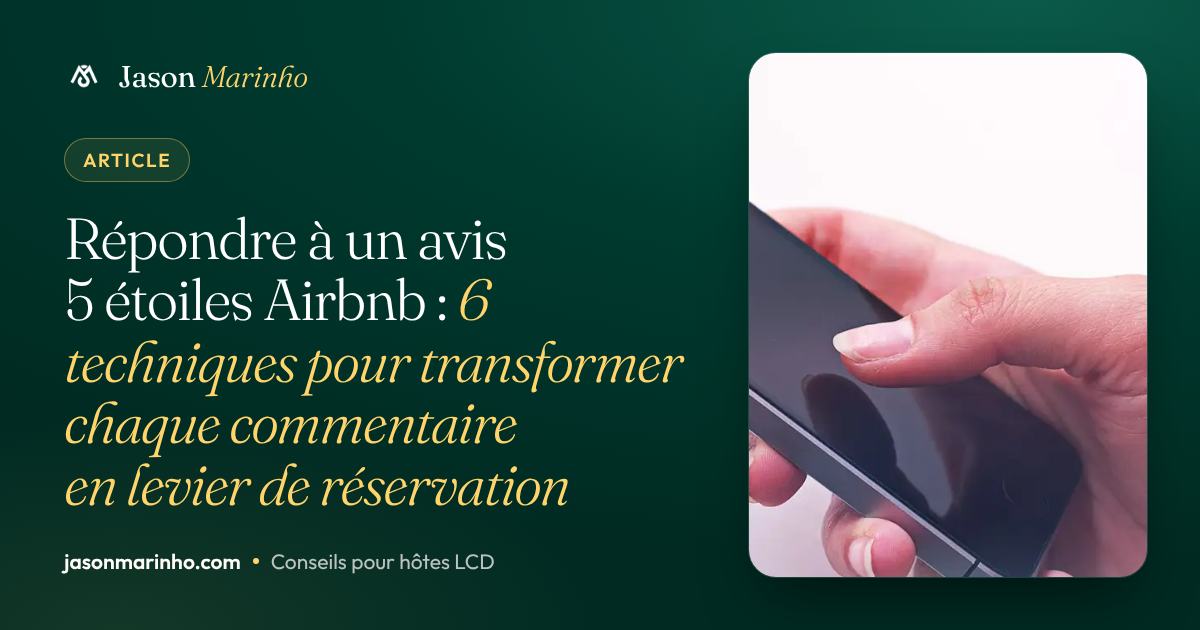 Jason Marinho
ARTICLE
Répondre à un avis
5 étoiles Airbnb : 6
techniques pour transformer
chaque commentaire
en levier de réservation
jasonmarinho.com • Conseils pour hôtes LCD